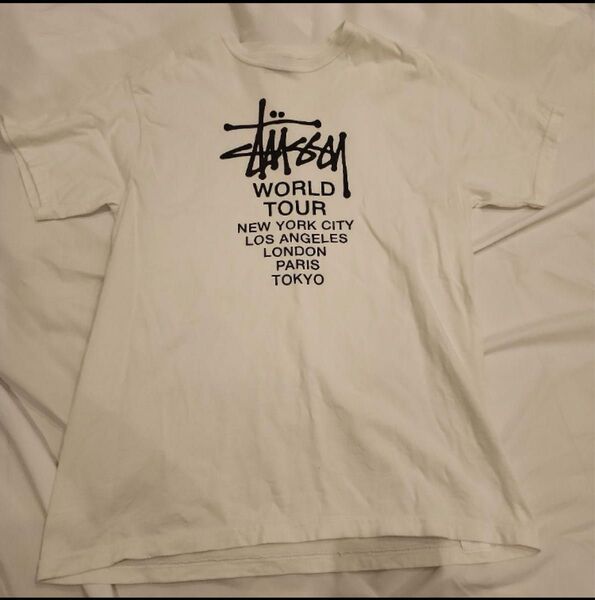 Stüssy
WORLD
TOUR
NEW YORK CITY
LOS ANGELES
LONDON
PARIS
TOKYO